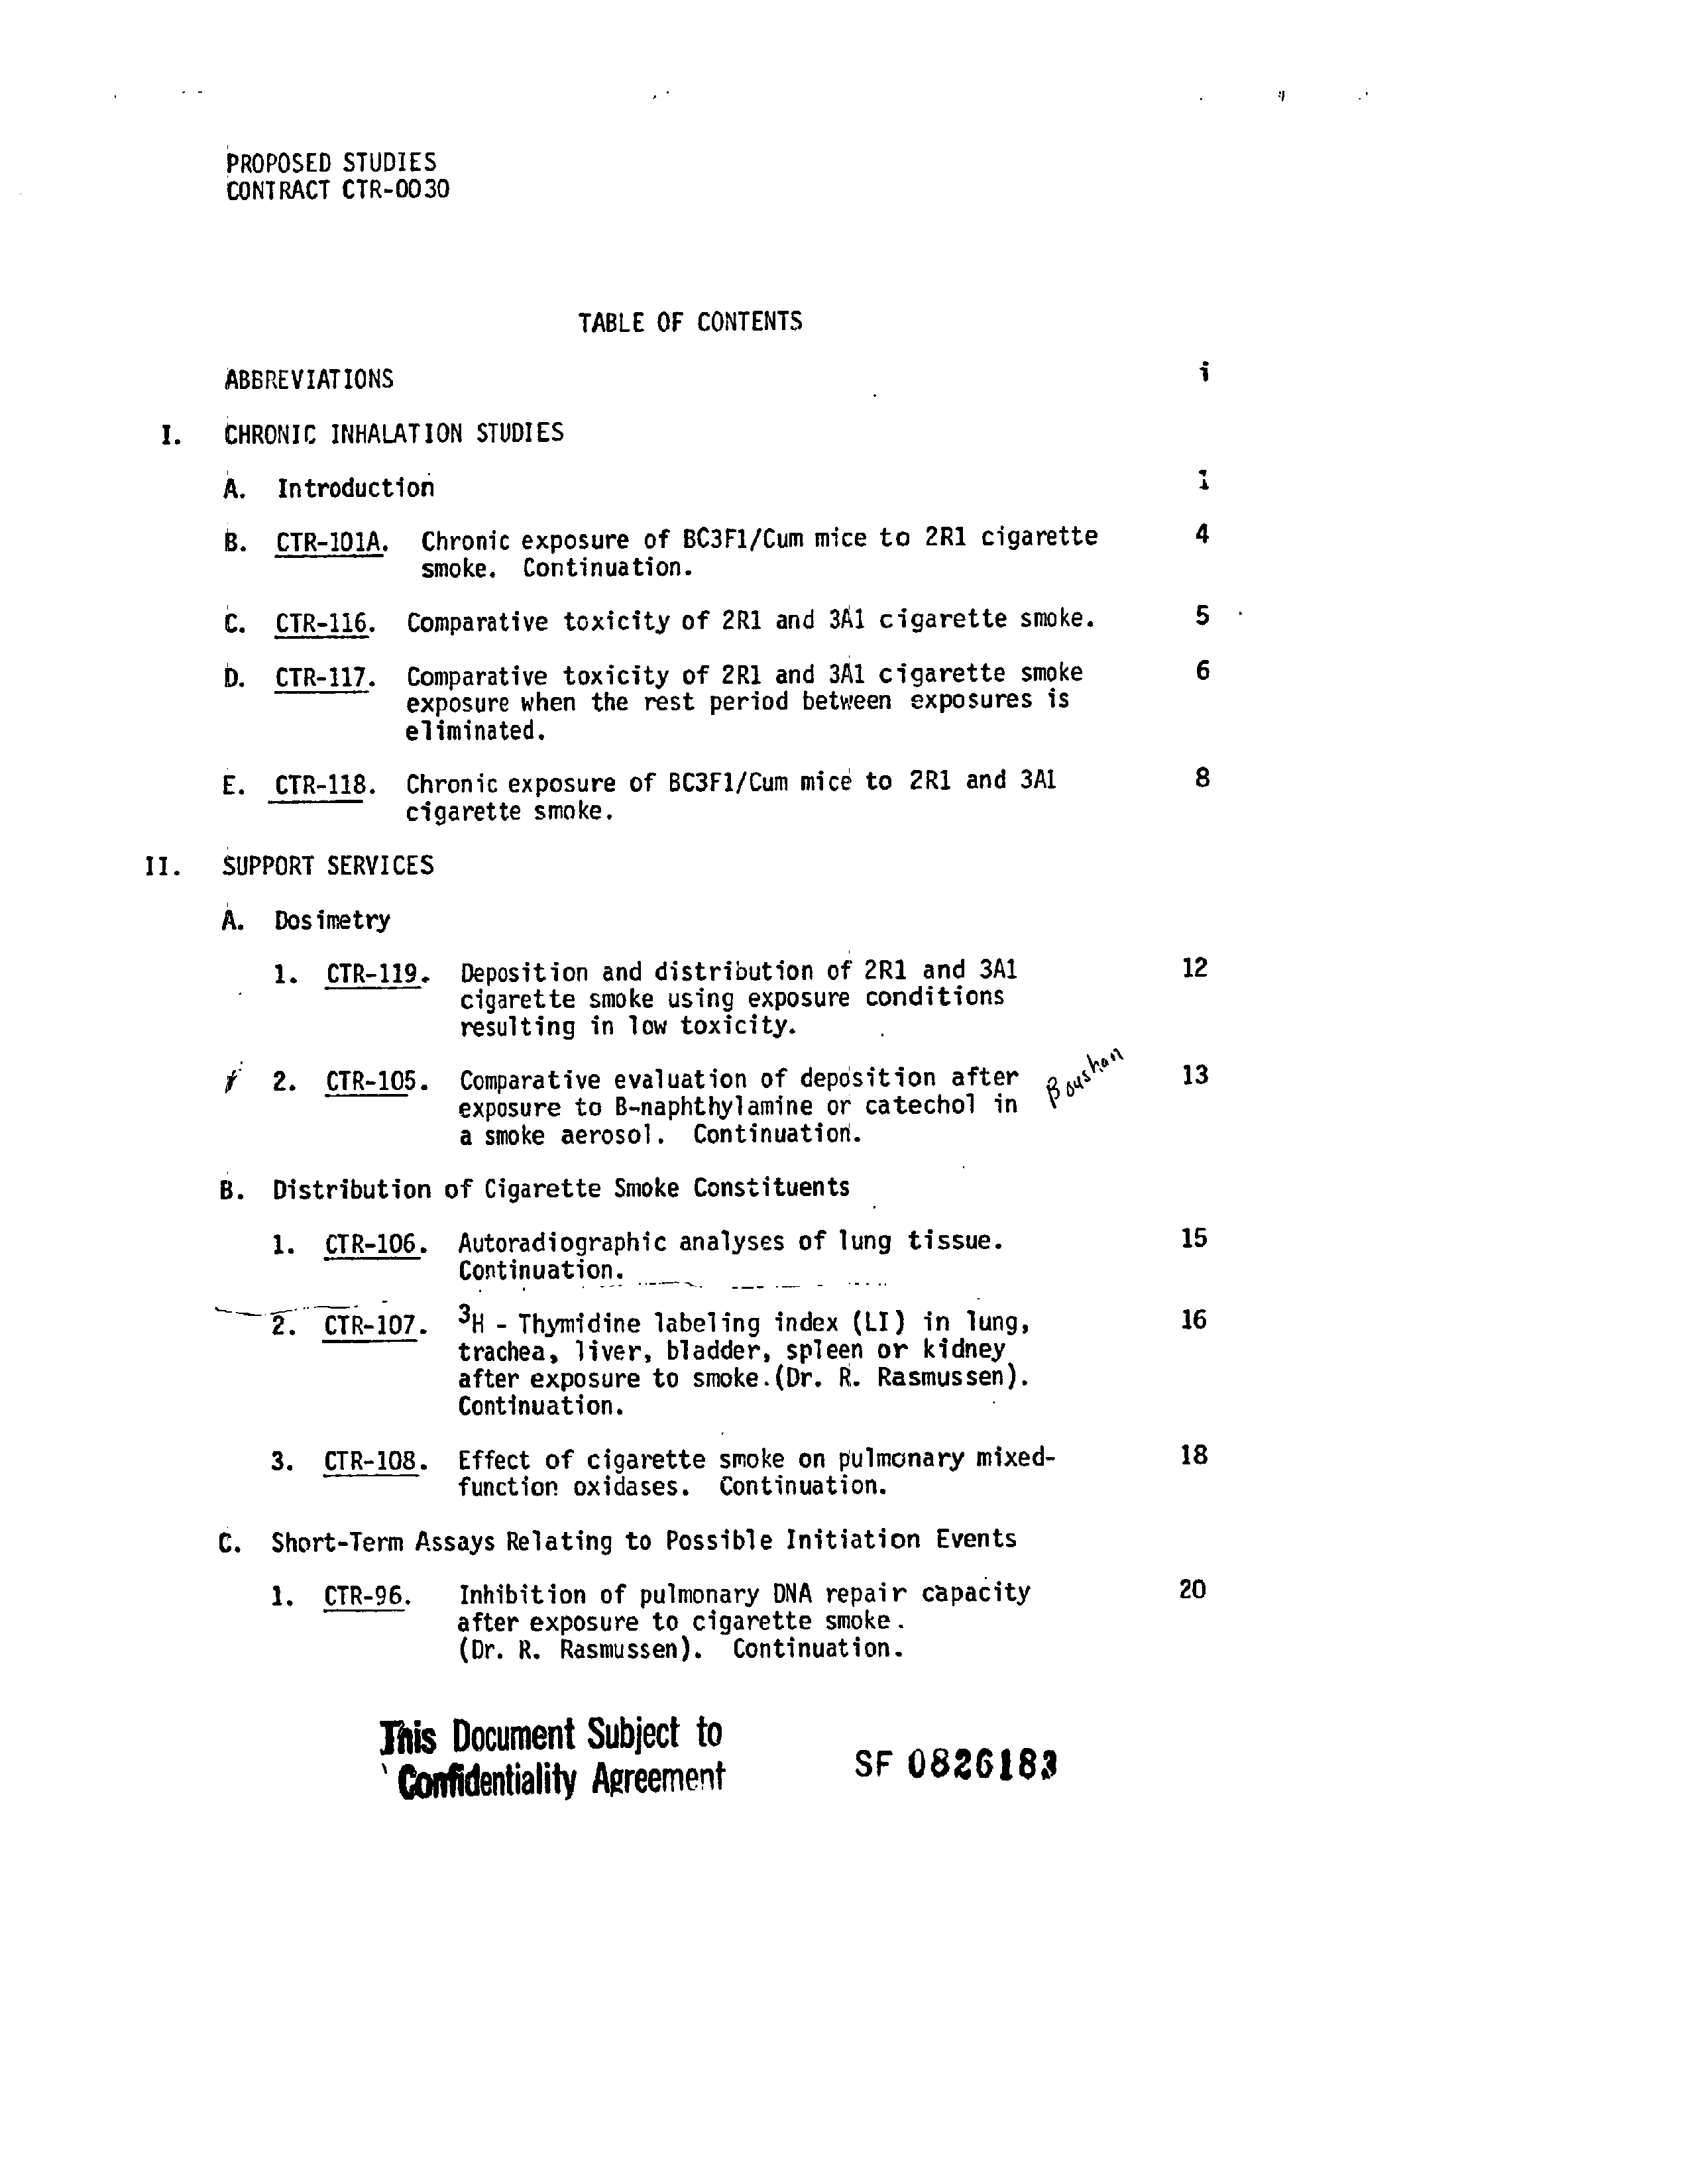 PROPOSED STUDIES
CONTRACT CTR-0030
TABLE OF CONTENTS
ABBREVIATIONS i
I. CHRONIC INHALATION STUDIES
A. Introduction 1
B. CTR-101A. Chronic exposure of BC3F1/Cum mice to 2R1 cigarette 4
smoke. Continuation.
C. CTR-116. Comparative toxicity of 2R1 and 3A1 cigarette smoke. 5
D. CTR-117. Comparative toxicity of 2R1 and 3A1 cigarette smoke 6
exposure when the rest period between exposures is
eliminated.
E. CTR-118. Chronic exposure of BC3F1/Cum mice to 2R1 and 3A1 8
cigarette smoke.
II. SUPPORT SERVICES
A. Dosimetry
1. CTR-119. Deposition and distribution of 2R1 and 3A1 12
cigarette smoke using exposure conditions
resulting in low toxicity.
2. CTR-105. Comparative evaluation of deposition after Boushan 13
exposure to B-naphthylamine or catechol in
a smoke aerosol. Continuation.
B. Distribution of Cigarette Smoke Constituents
1. CTR-106. Autoradiographic analyses of lung tissue. 15
Continuation.
2. CTR-107. ³H - Thymidine labeling index (LI) in lung, 16
trachea, liver, bladder, spleen or kidney
after exposure to smoke.(Dr. R. Rasmussen).
Continuation.
3. CTR-108. Effect of cigarette smoke on pulmonary mixed- 18
function oxidases. Continuation.
C. Short-Term Assays Relating to Possible Initiation Events
1. CTR-96. Inhibition of pulmonary DNA repair capacity 20
after exposure to cigarette smoke.
(Dr. R. Rasmussen). Continuation.
This Document Subject to
Confidentiality Agreement
SF 0826183